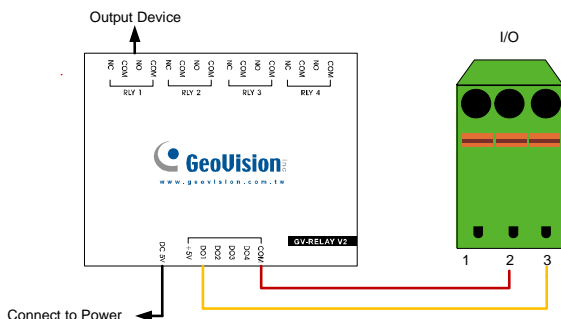 Output Device
I/O
NC COM NO COM NC COM NO COM NC COM NO COM NC COM NO COM
RLY 1 RLY 2 RLY 3 RLY 4
GeoVision Inc
www.geovision.com.tw
GV-RELAY V2
DC 5V +5V DO1 DO2 DO3 DO4 COM
1 2 3
Connect to Power